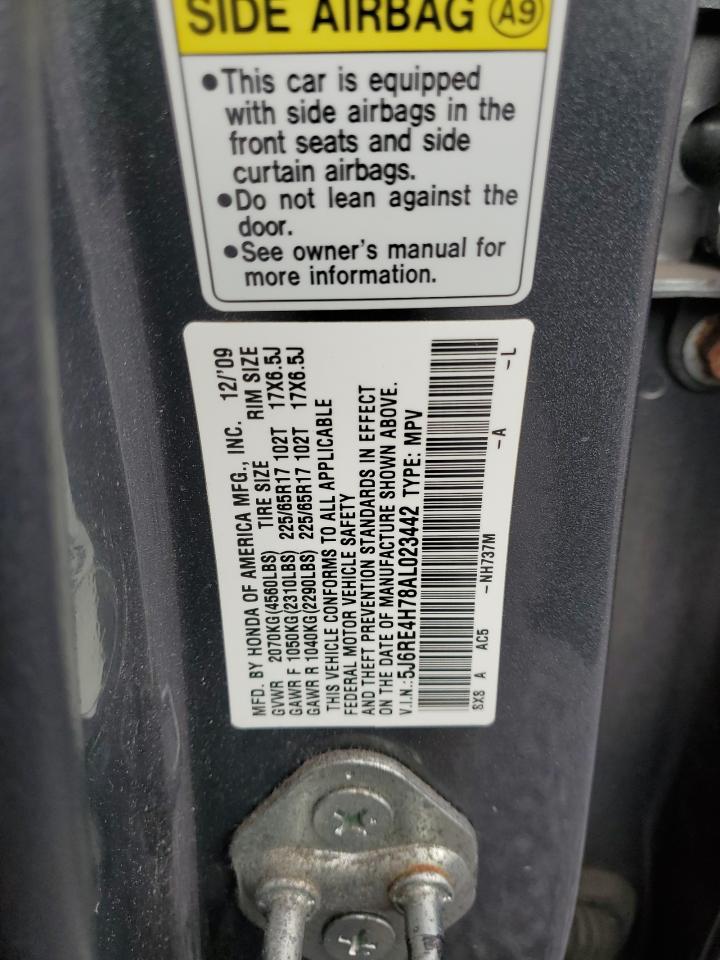 SIDE AIRBAG A9
•This car is equipped
with side airbags in the
front seats and side
curtain airbags.
•Do not lean against the
door.
•See owner's manual for
more information.
MFD. BY HONDA OF AMERICA MFG., INC. 12/'09
GVWR 2070KG(4560LBS) TIRE SIZE RIM SIZE
GAWR F 1050KG(2310LBS) 225/65R17 102T 17X6.5J
GAWR R 1040KG(2290LBS) 225/65R17 102T 17X6.5J
THIS VEHICLE CONFORMS TO ALL APPLICABLE
FEDERAL MOTOR VEHICLE SAFETY
AND THEFT PREVENTION STANDARDS IN EFFECT
ON THE DATE OF MANUFACTURE SHOWN ABOVE.
V.I.N.:5J6RE4H78AL023442 TYPE: MPV
SX8 A AC5 -NH737M -A -L